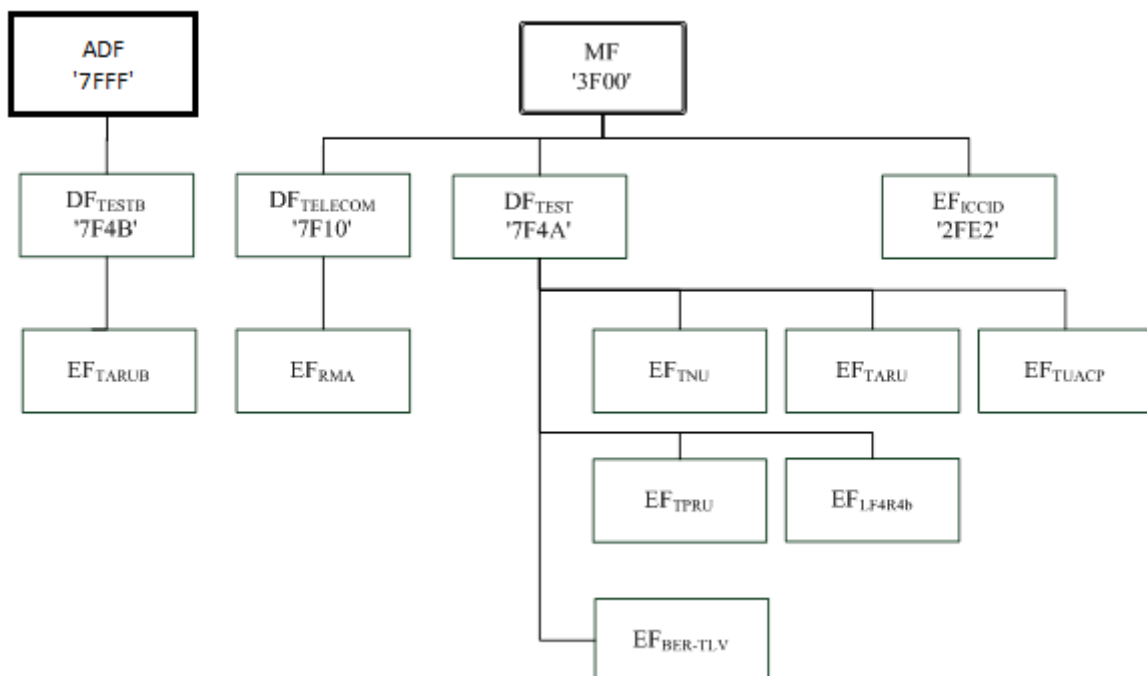 ADF
'7FFF'
MF
'3F00'
DFTESTB
'7F4B'
DFTELECOM
'7F10'
DFTEST
'7F4A'
EFICCID
'2FE2'
EFTARUB
EFRMA
EFTNU
EFTARU
EFTUACP
EFTPRU
EFLF4R4b
EFBER-TLV